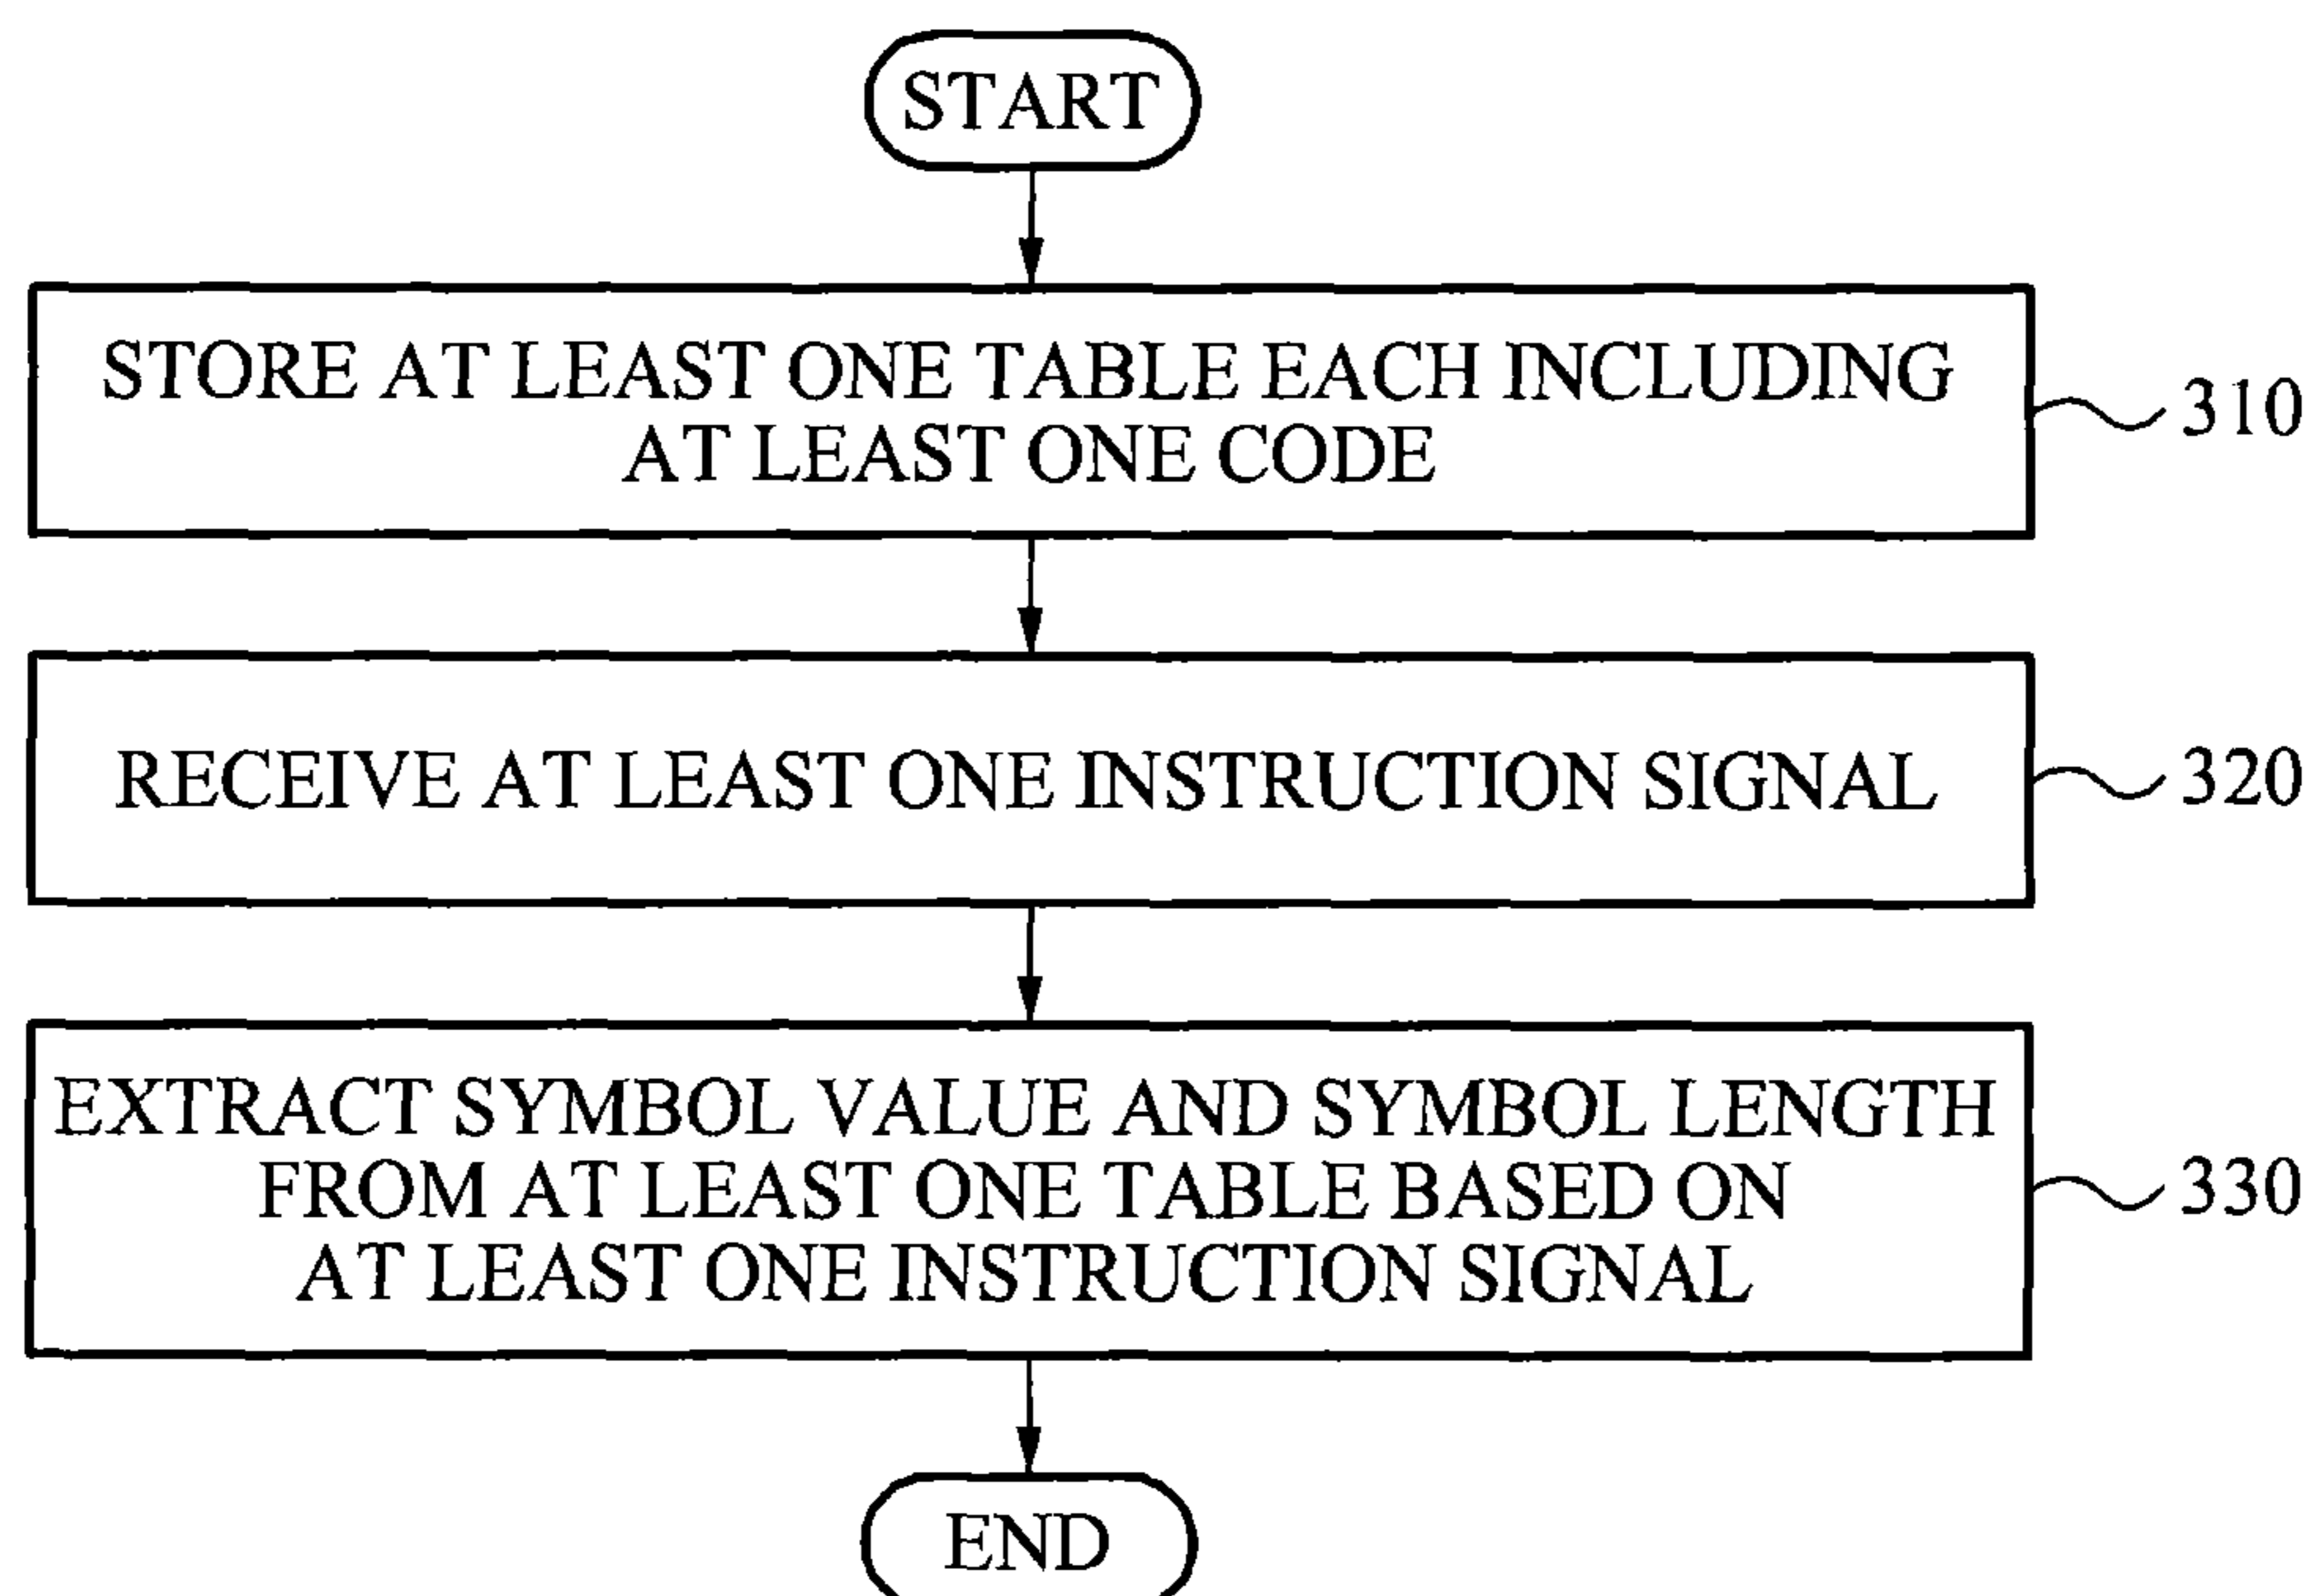 START
STORE AT LEAST ONE TABLE EACH INCLUDING
AT LEAST ONE CODE
310
RECEIVE AT LEAST ONE INSTRUCTION SIGNAL
320
EXTRACT SYMBOL VALUE AND SYMBOL LENGTH
FROM AT LEAST ONE TABLE BASED ON
AT LEAST ONE INSTRUCTION SIGNAL
330
END